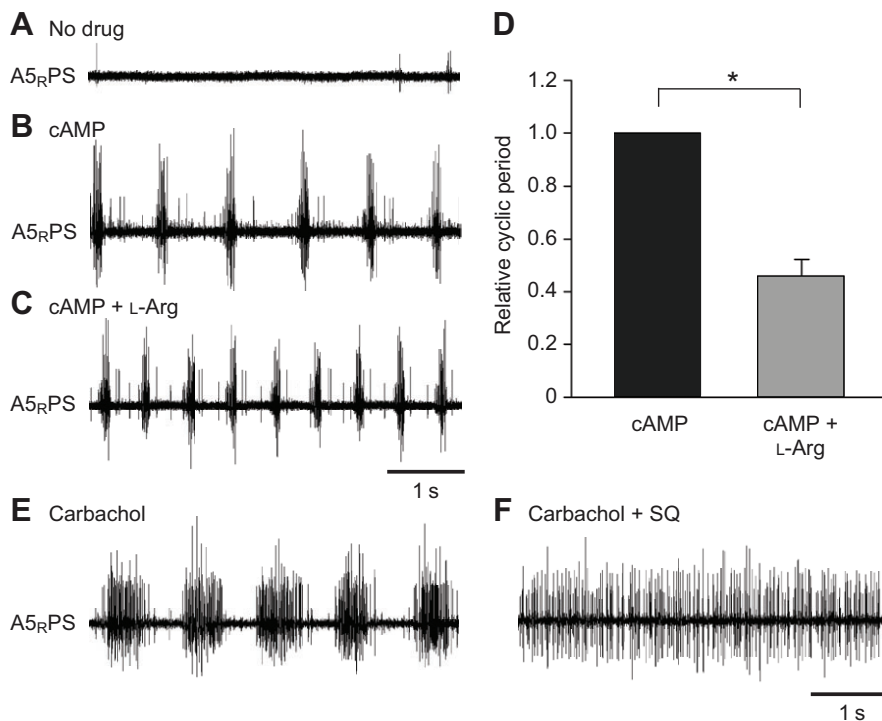 A No drug
A5RPS
B cAMP
A5RPS
C cAMP + L-Arg
A5RPS
1 s
D
Relative cyclic period
1.2
1.0
0.8
0.6
0.4
0.2
0
*
cAMP
cAMP +
L-Arg
E Carbachol
A5RPS
F Carbachol + SQ
1 s